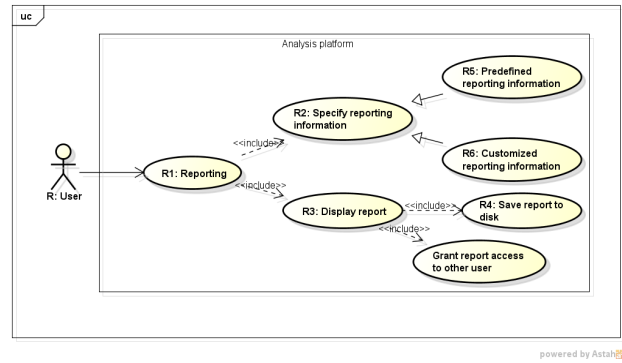 uc
Analysis platform
R5: Predefined
reporting information
R2: Specify reporting
information
<<include>>
R6: Customized
reporting information
R1: Reporting
R: User
<<include>>
R3: Display report
<<include>>
R4: Save report to
disk
<<include>>
Grant report access
to other user
powered by Astah